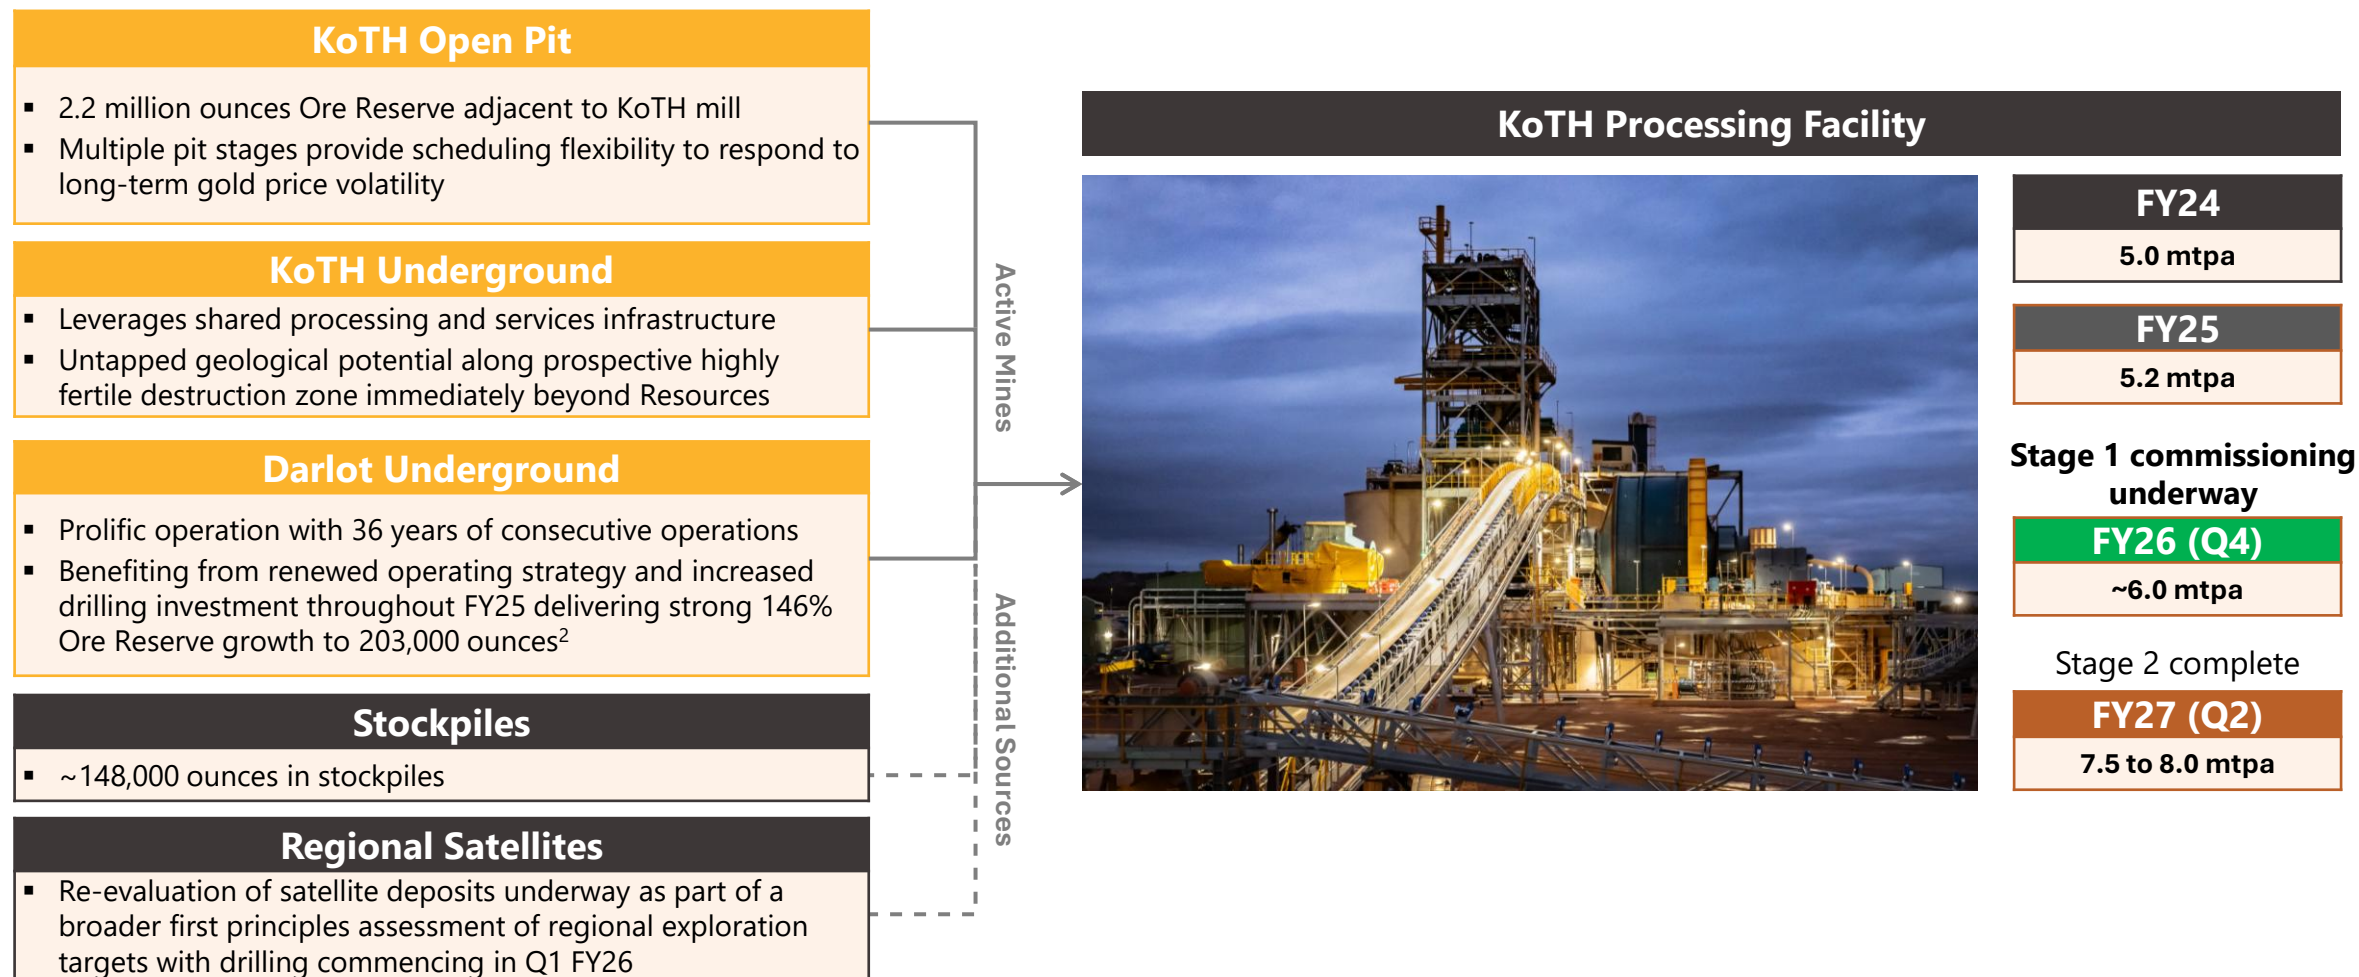 KoTH Open Pit
▪ 2.2 million ounces Ore Reserve adjacent to KoTH mill
▪ Multiple pit stages provide scheduling flexibility to respond to
long-term gold price volatility
KoTH Underground
▪ Leverages shared processing and services infrastructure
▪ Untapped geological potential along prospective highly
fertile destruction zone immediately beyond Resources
Darlot Underground
▪ Prolific operation with 36 years of consecutive operations
▪ Benefiting from renewed operating strategy and increased
drilling investment throughout FY25 delivering strong 146%
Ore Reserve growth to 203,000 ounces²
Stockpiles
▪ ~148,000 ounces in stockpiles
Regional Satellites
▪ Re-evaluation of satellite deposits underway as part of a
broader first principles assessment of regional exploration
targets with drilling commencing in Q1 FY26
Active Mines
Additional Sources
KoTH Processing Facility
FY24
5.0 mtpa
FY25
5.2 mtpa
Stage 1 commissioning
underway
FY26 (Q4)
~6.0 mtpa
Stage 2 complete
FY27 (Q2)
7.5 to 8.0 mtpa